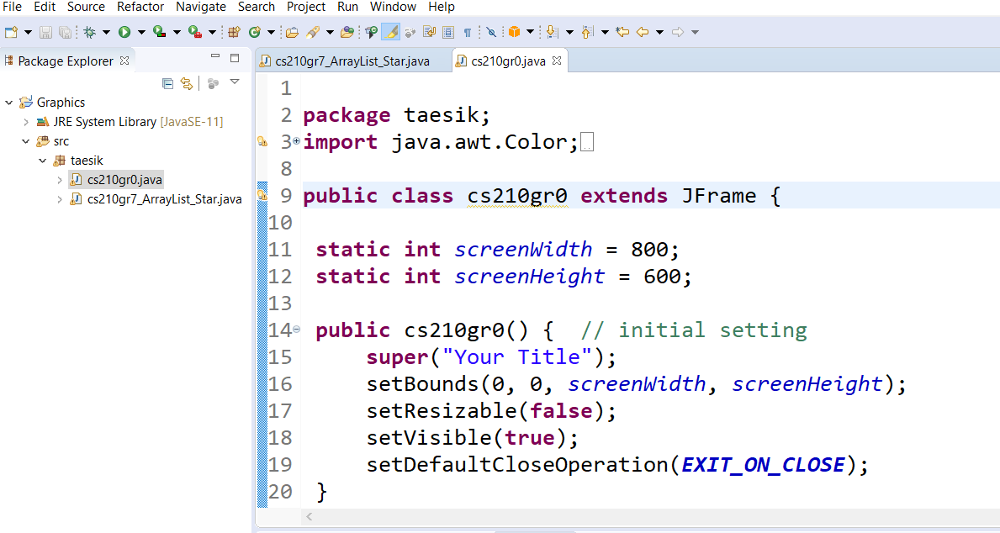 File Edit Source Refactor Navigate Search Project Run Window Help
Package Explorer
cs210gr7_ArrayList_Star.java
cs210gr0.java
Graphics
JRE System Library [JavaSE-11]
src
taesik
cs210gr0.java
cs210gr7_ArrayList_Star.java
1
2 package taesik;
3 import java.awt.Color;
8
9 public class cs210gr0 extends JFrame {
10
11 static int screenWidth = 800;
12 static int screenHeight = 600;
13
14 public cs210gr0() { // initial setting
15 super("Your Title");
16 setBounds(0, 0, screenWidth, screenHeight);
17 setResizable(false);
18 setVisible(true);
19 setDefaultCloseOperation(EXIT_ON_CLOSE);
20 }